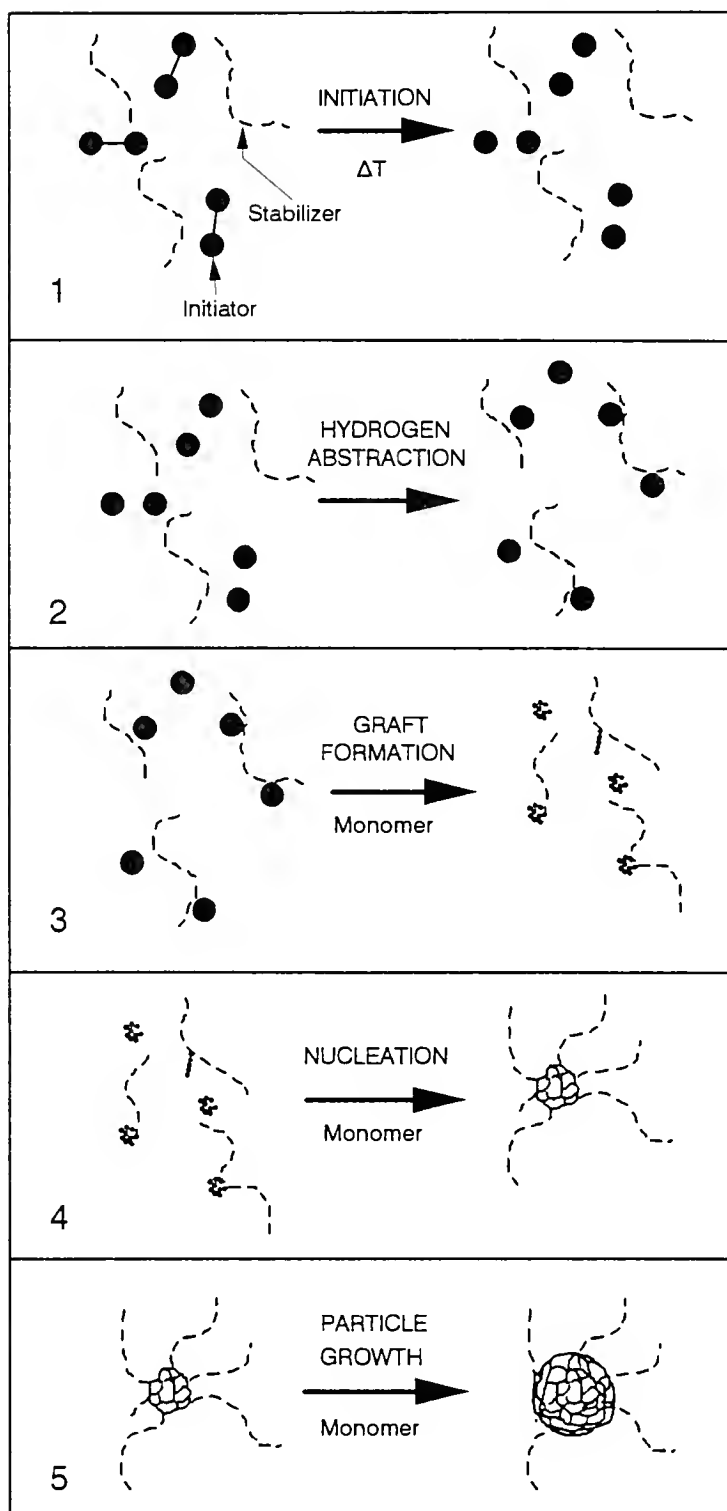 INITIATION
ΔT
Stabilizer
Initiator
1
HYDROGEN
ABSTRACTION
2
GRAFT
FORMATION
Monomer
3
NUCLEATION
Monomer
4
PARTICLE
GROWTH
Monomer
5